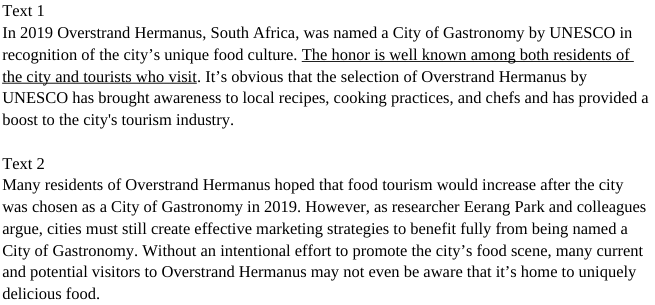 Text 1
In 2019 Overstrand Hermanus, South Africa, was named a City of Gastronomy by UNESCO in
recognition of the city’s unique food culture. The honor is well known among both residents of
the city and tourists who visit. It’s obvious that the selection of Overstrand Hermanus by
UNESCO has brought awareness to local recipes, cooking practices, and chefs and has provided a
boost to the city's tourism industry.
Text 2
Many residents of Overstrand Hermanus hoped that food tourism would increase after the city
was chosen as a City of Gastronomy in 2019. However, as researcher Eerang Park and colleagues
argue, cities must still create effective marketing strategies to benefit fully from being named a
City of Gastronomy. Without an intentional effort to promote the city’s food scene, many current
and potential visitors to Overstrand Hermanus may not even be aware that it’s home to uniquely
delicious food.